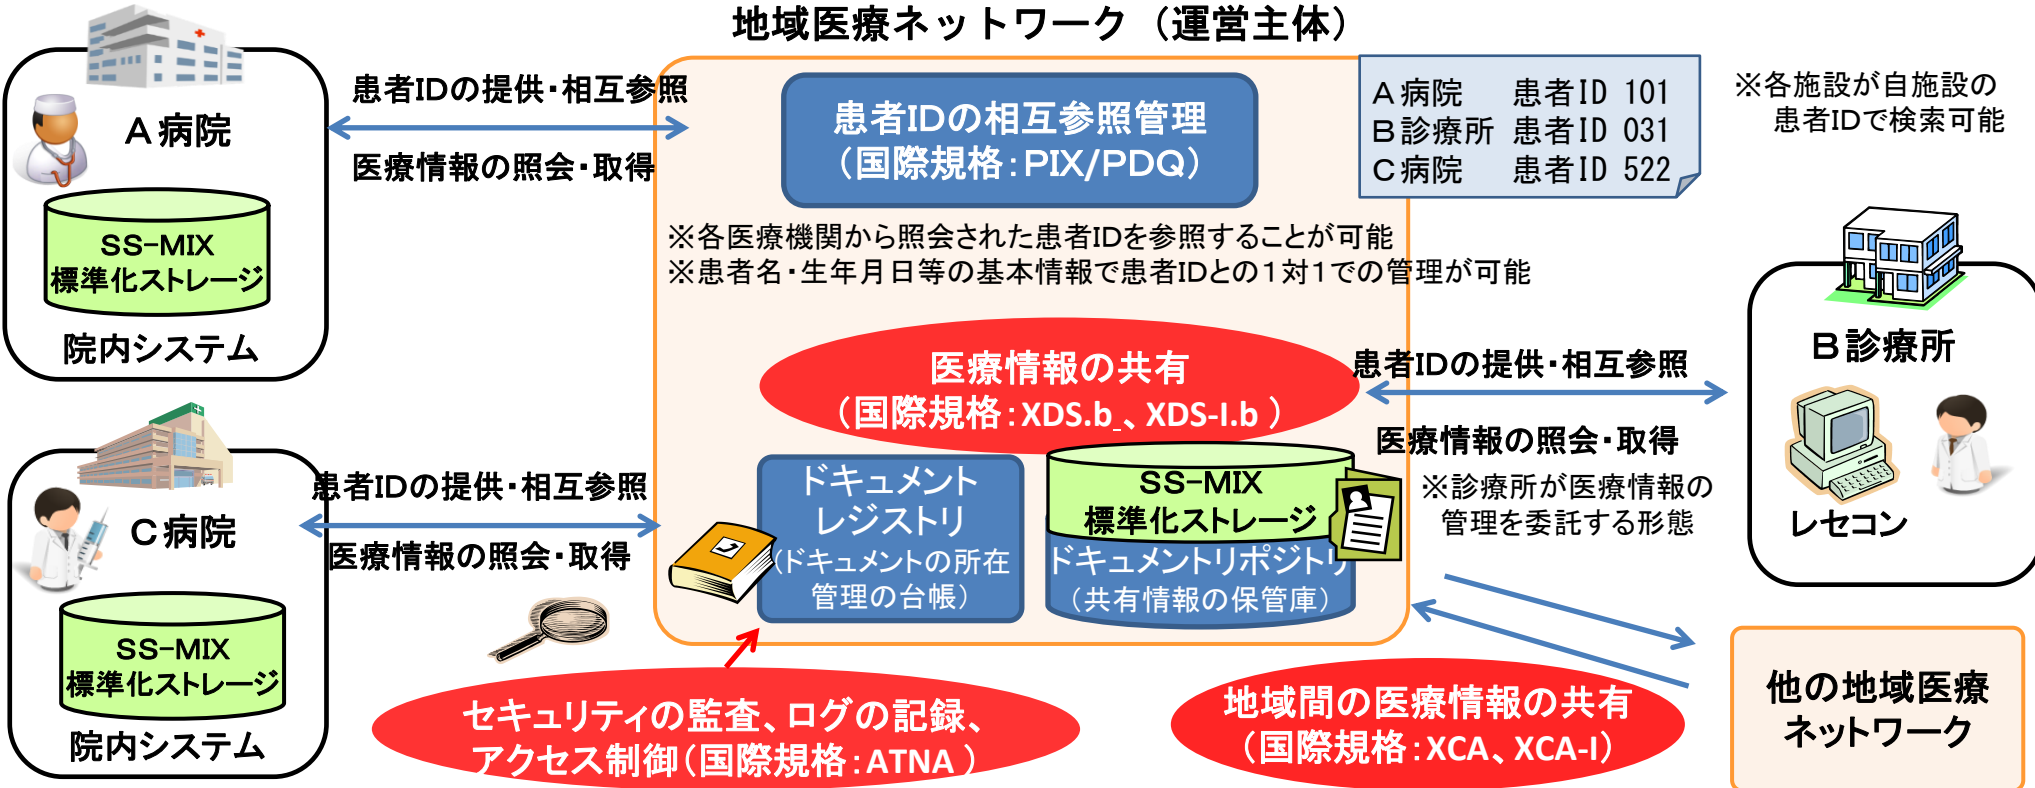 地域医療ネットワーク（運営主体）
A病院
SS-MIX
標準化ストレージ
院内システム
患者IDの提供・相互参照
医療情報の照会・取得
患者IDの相互参照管理
（国際規格：PIX/PDQ）
A病院 患者ID 101
B診療所 患者ID 031
C病院 患者ID 522
※各施設が自施設の
患者IDで検索可能
※各医療機関から照会された患者IDを参照することが可能
※患者名・生年月日等の基本情報で患者IDとの１対１での管理が可能
医療情報の共有
（国際規格：XDS.b 、XDS-I.b ）
患者IDの提供・相互参照
医療情報の照会・取得
※診療所が医療情報の
管理を委託する形態
B診療所
レセコン
C病院
SS-MIX
標準化ストレージ
院内システム
患者IDの提供・相互参照
医療情報の照会・取得
ドキュメント
レジストリ
（ドキュメントの所在
管理の台帳）
SS-MIX
標準化ストレージ
ドキュメントリポジトリ
（共有情報の保管庫）
セキュリティの監査、ログの記録、
アクセス制御（国際規格：ATNA ）
地域間の医療情報の共有
（国際規格：XCA、XCA-I）
他の地域医療
ネットワーク